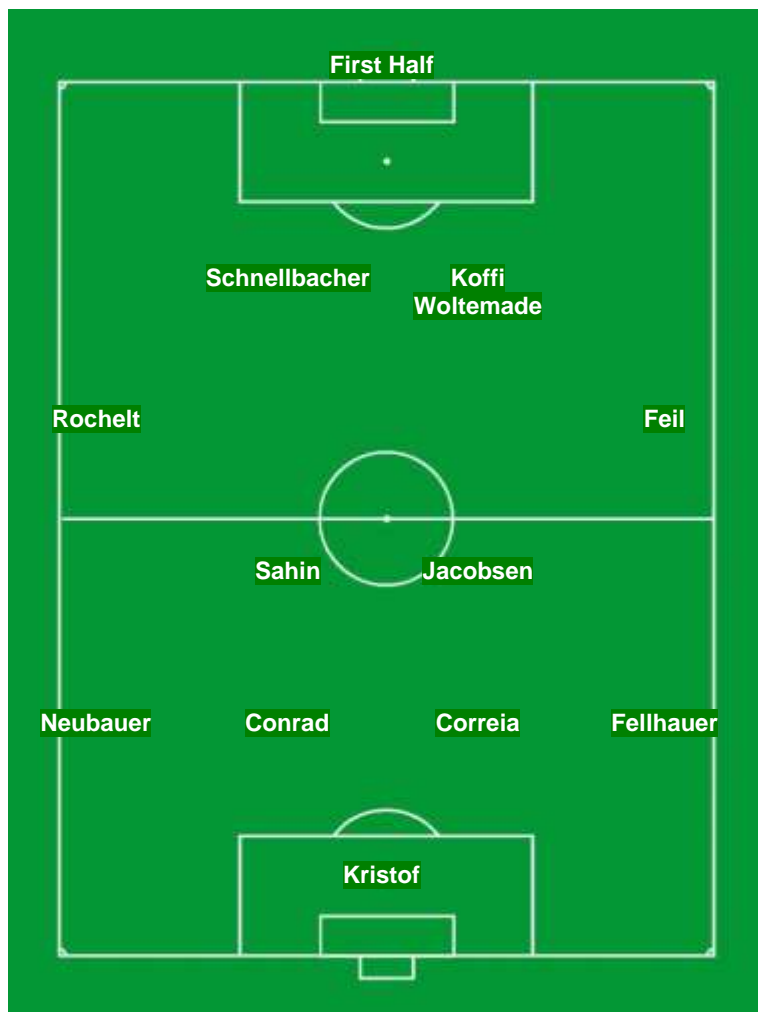 First Half
Schnellbacher
Koffi
Woltemade
Rochelt
Feil
Sahin
Jacobsen
Neubauer
Conrad
Correia
Fellhauer
Kristof